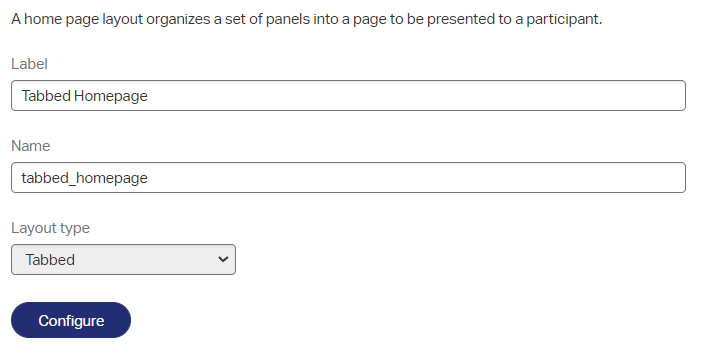 A home page layout organizes a set of panels into a page to be presented to a participant.
Label
Tabbed Homepage
Name
tabbed_homepage
Layout type
Tabbed
Configure